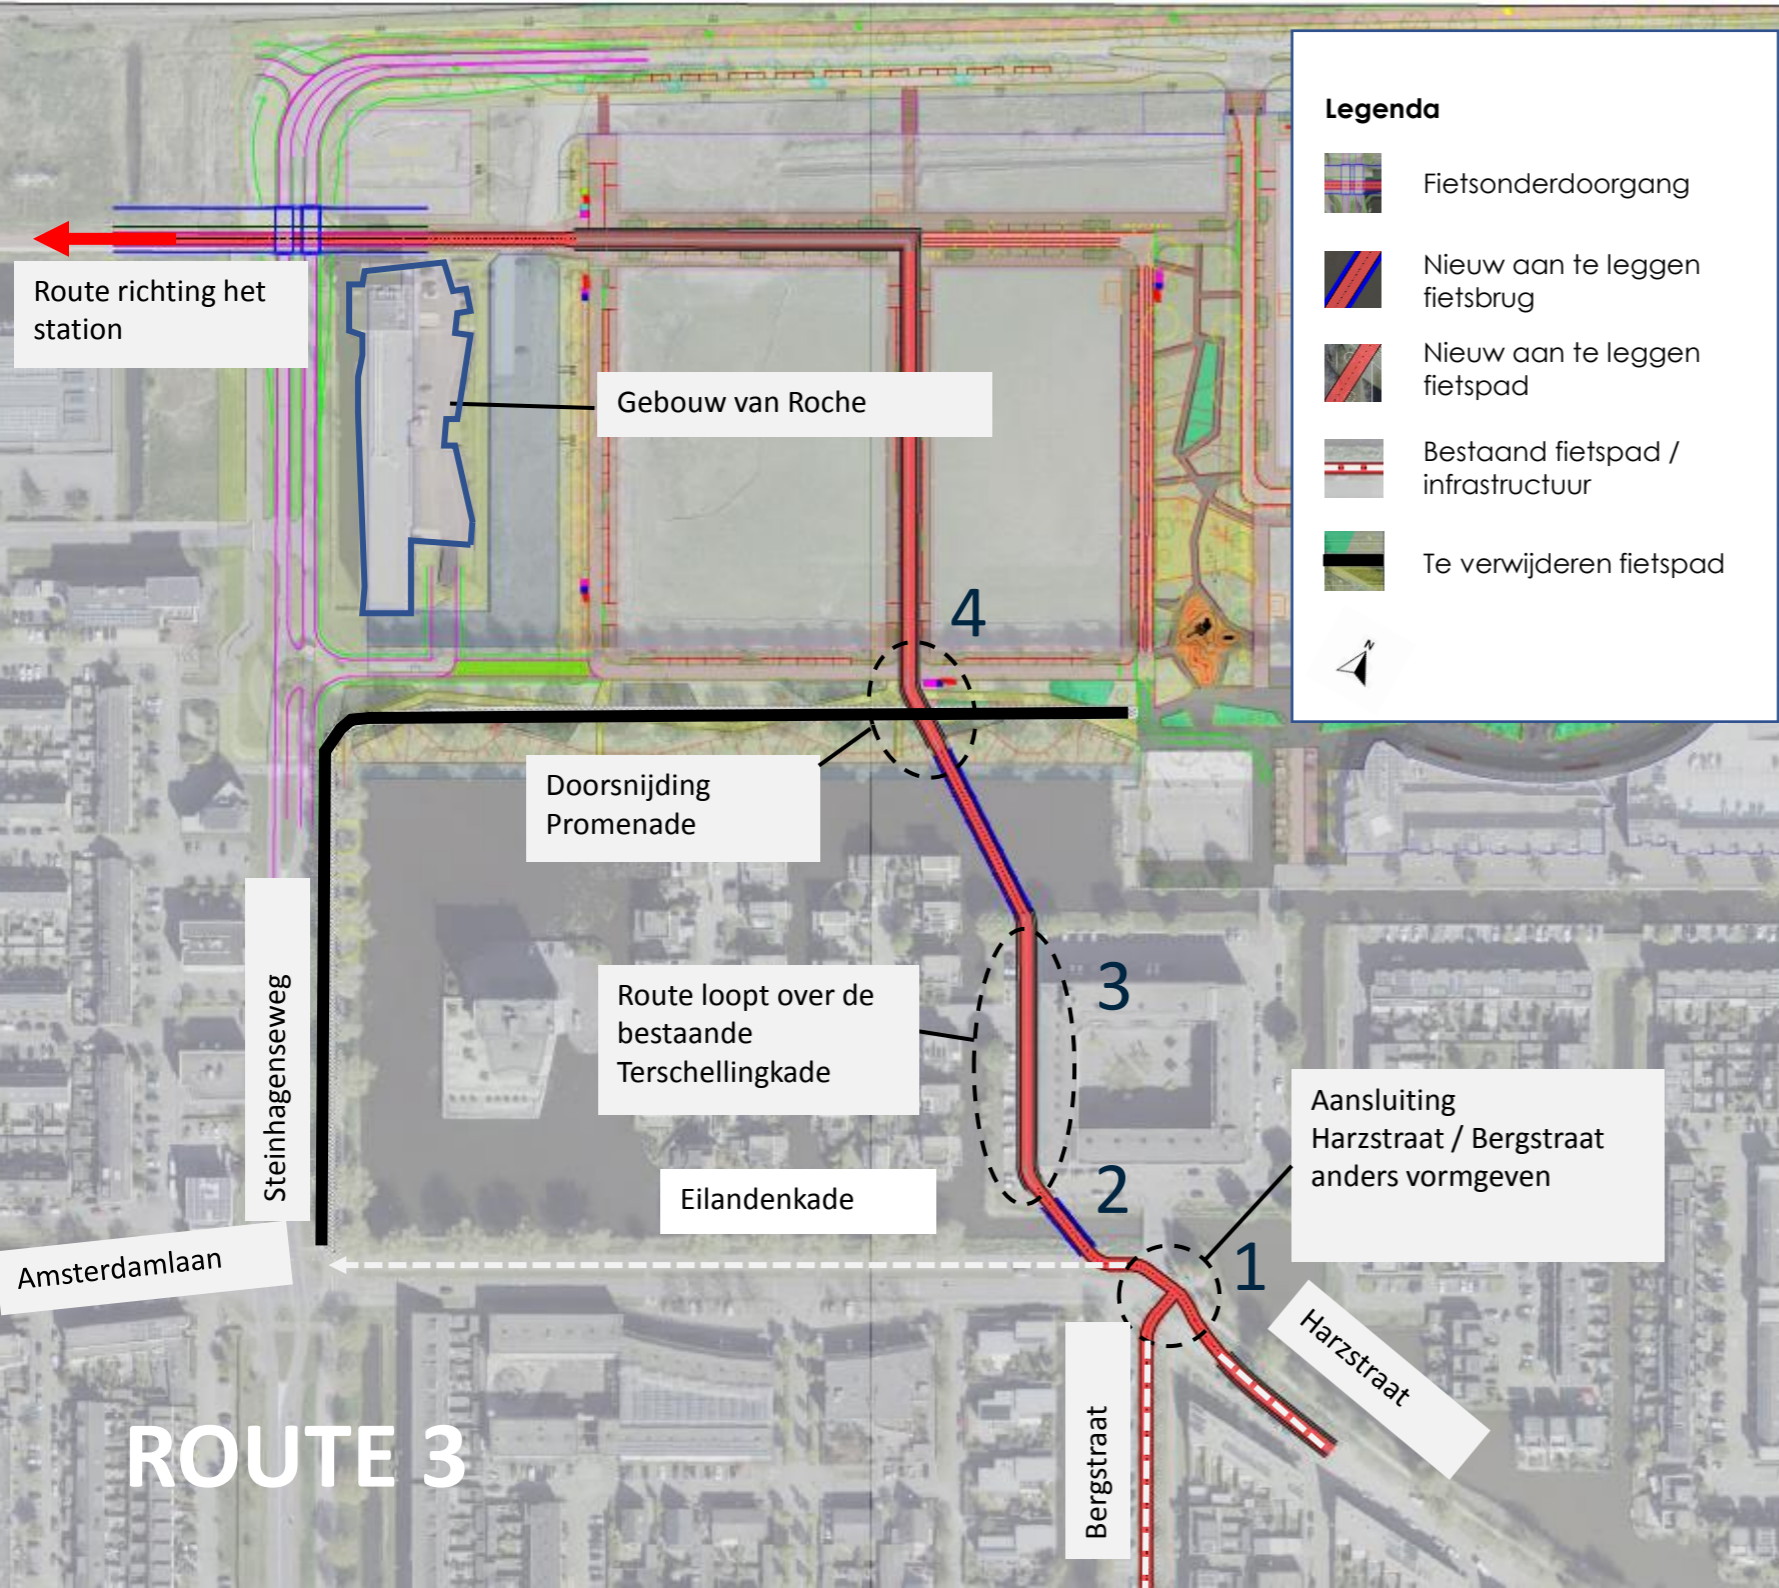 Legenda
Fietsonderdoorgang
Nieuw aan te leggen
fietsbrug
Nieuw aan te leggen
fietspad
Bestaand fietspad /
infrastructuur
Te verwijderen fietspad
N
Route richting het
station
Gebouw van Roche
4
Doorsnijding
Promenade
3
Route loopt over de
bestaande
Terschellingkade
Steinhagenseweg
Aansluiting
Harzstraat / Bergstraat
anders vormgeven
2
Eilandenkade
1
Amsterdamlaan
Harzstraat
Bergstraat
ROUTE 3